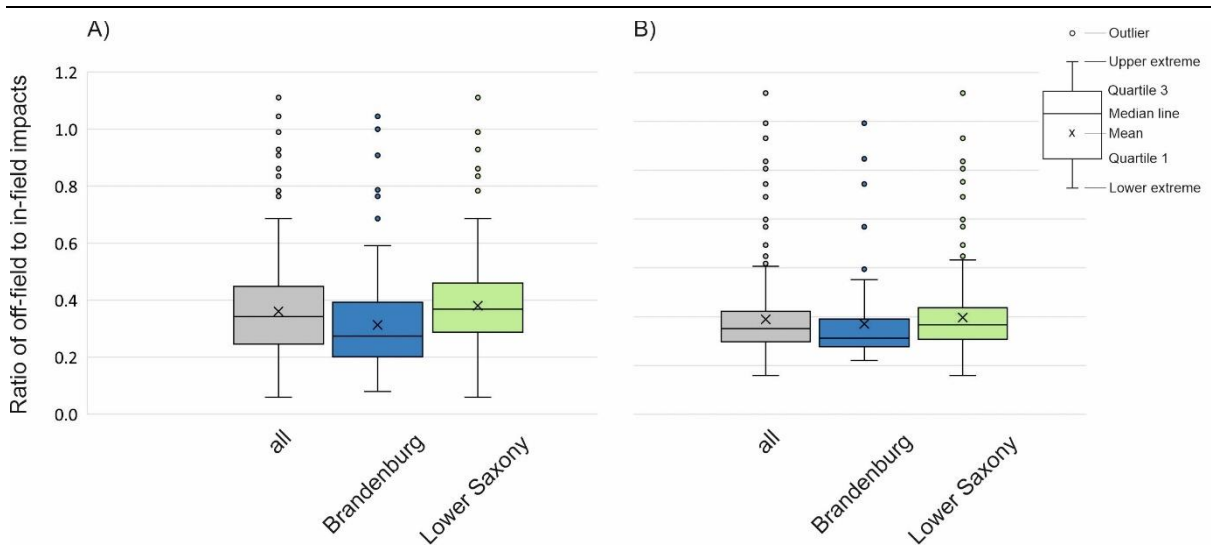 A)
B)
Outlier
Upper extreme
Quartile 3
Median line
Mean
Quartile 1
Lower extreme
Ratio of off-field to in-field impacts
1.2
1.0
0.8
0.6
0.4
0.2
0.0
all
Brandenburg
Lower Saxony
all
Brandenburg
Lower Saxony